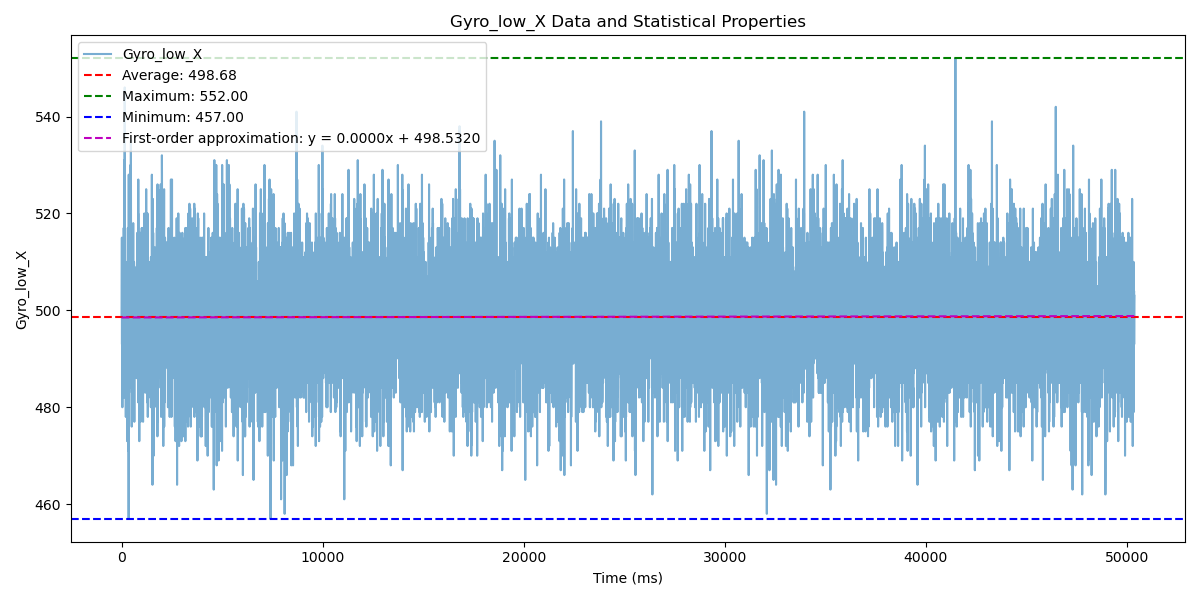 Gyro_low_X Data and Statistical Properties
Gyro_low_X
Average: 498.68
Maximum: 552.00
Minimum: 457.00
First-order approximation: y = 0.0000x + 498.5320
540
520
500
480
460
Gyro_low_X
0 10000 20000 30000 40000 50000
Time (ms)